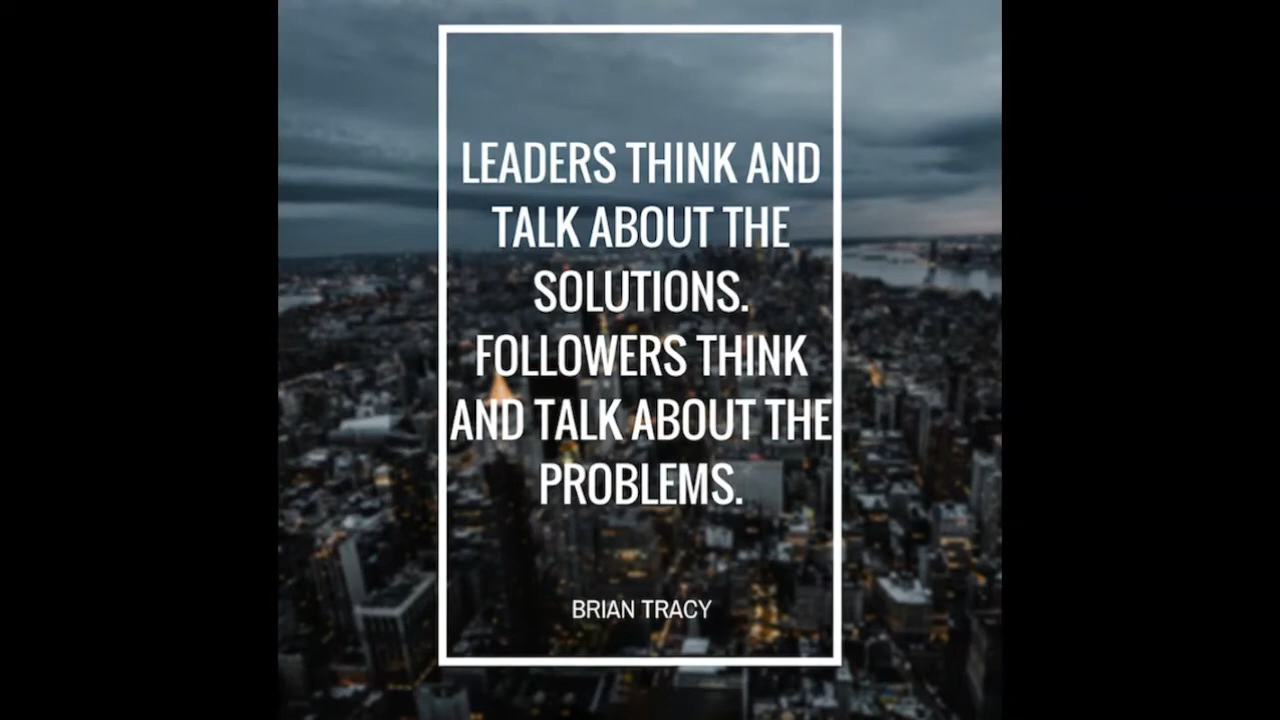 LEADERS THINK AND
TALK ABOUT THE
SOLUTIONS.
FOLLOWERS THINK
AND TALK ABOUT THE
PROBLEMS.
BRIAN TRACY